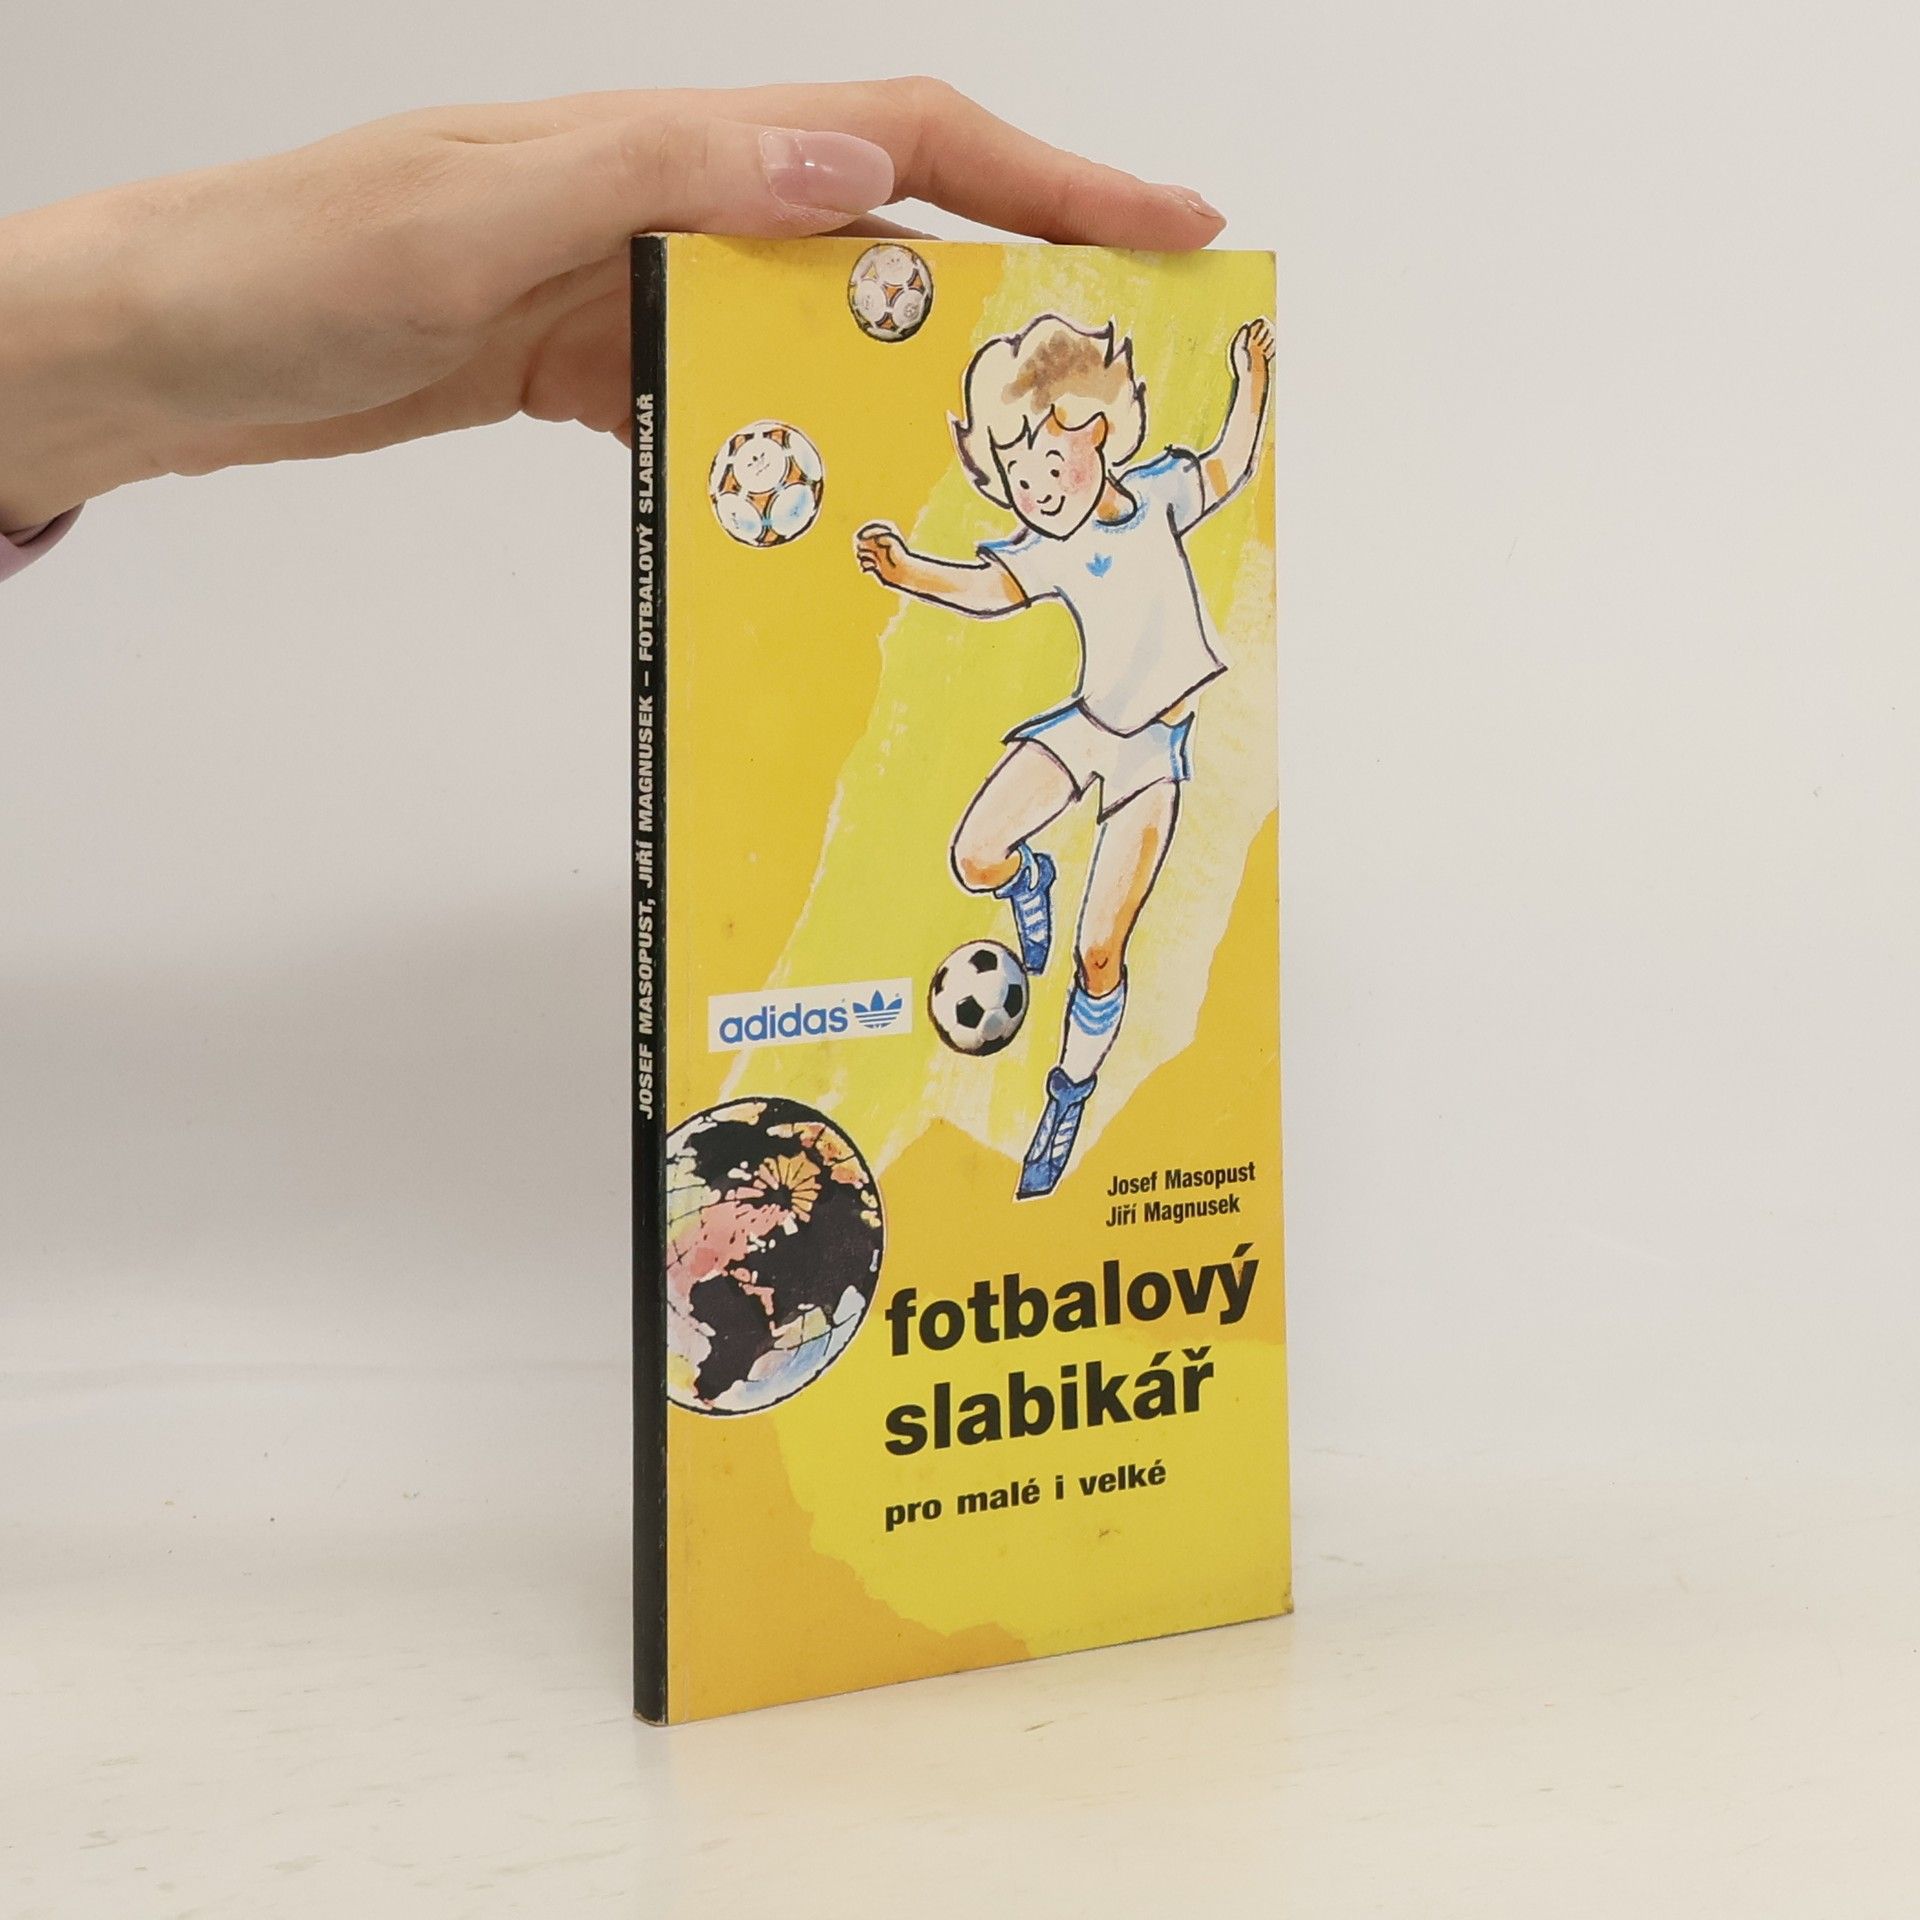 JOSEF MASOPUST, JIŘÍ MAGNUSEK – FOTBALOVÝ SLABIKÁŘ
adidas
Josef Masopust
Jiří Magnusek
fotbalový
slabikář
pro malé i velké